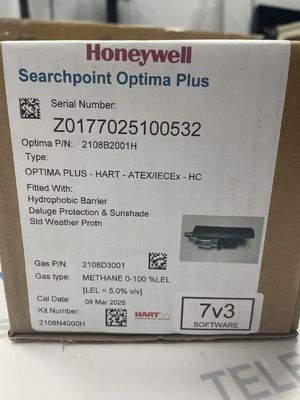 Honeywell
Searchpoint Optima Plus
Serial Number:
Z0177025100532
Optima P/N: 2108B2001H
Type:
OPTIMA PLUS - HART - ATEX/IECEx - HC
Fitted With:
Hydrophobic Barrier
Deluge Protection & Sunshade
Std Weather Protn
Gas P/N: 2108D3001
Gas type: METHANE 0-100 %LEL
[LEL = 5.0% v/v]
Cal Date: 08 Mar 2025
Kit Number:
2108N4000H
HART
7v3
SOFTWARE
TELE